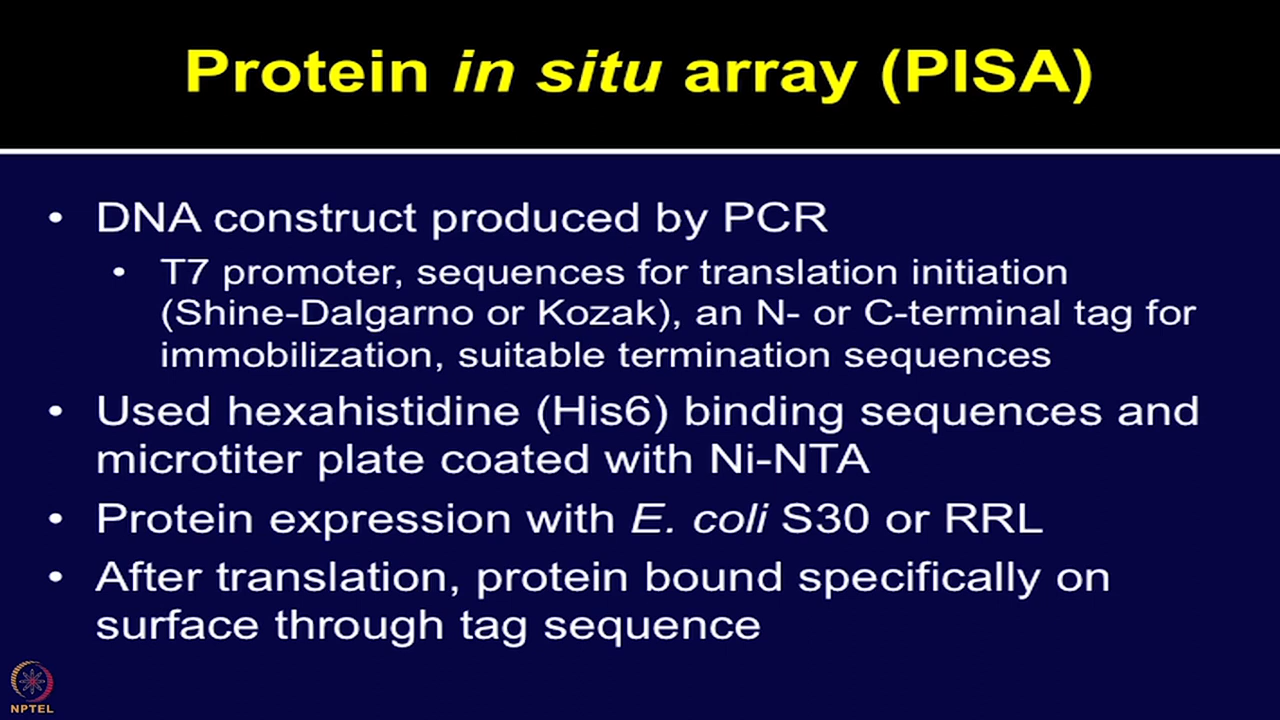 Protein in situ array (PISA)
• DNA construct produced by PCR
• T7 promoter, sequences for translation initiation
(Shine-Dalgarno or Kozak), an N- or C-terminal tag for
immobilization, suitable termination sequences
• Used hexahistidine (His6) binding sequences and
microtiter plate coated with Ni-NTA
• Protein expression with E. coli S30 or RRL
• After translation, protein bound specifically on
surface through tag sequence
NPTEL